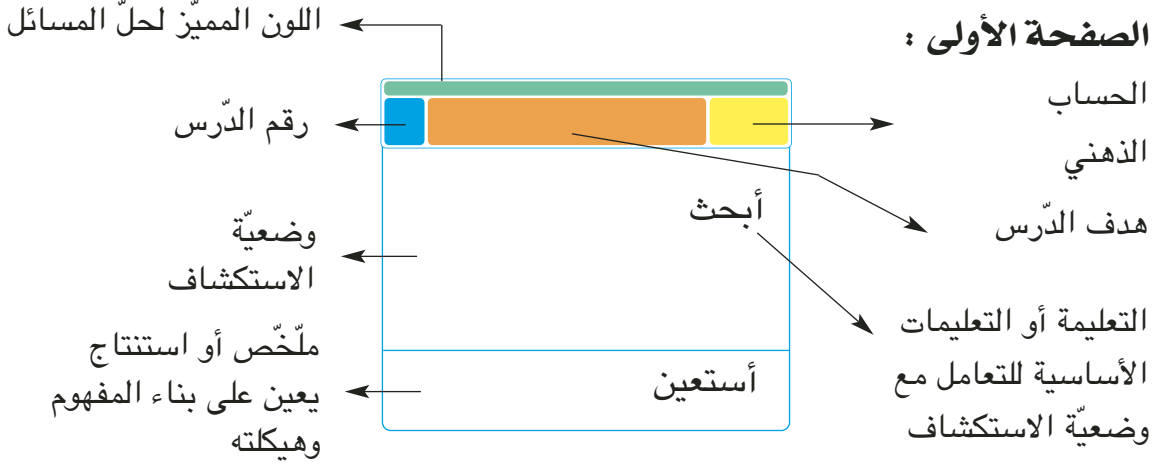 الصفحة الأولى :
الحساب
الذهني
هدف الدّرس
التعليمة أو التعليمات
الأساسية للتعامل مع
وضعيّة الاستكشاف
أبحث
أستعين
اللون المميّز لحلّ المسائل
رقم الدّرس
وضعيّة
الاستكشاف
ملّخّص أو استنتاج
يعين على بناء المفهوم
وهيكلته